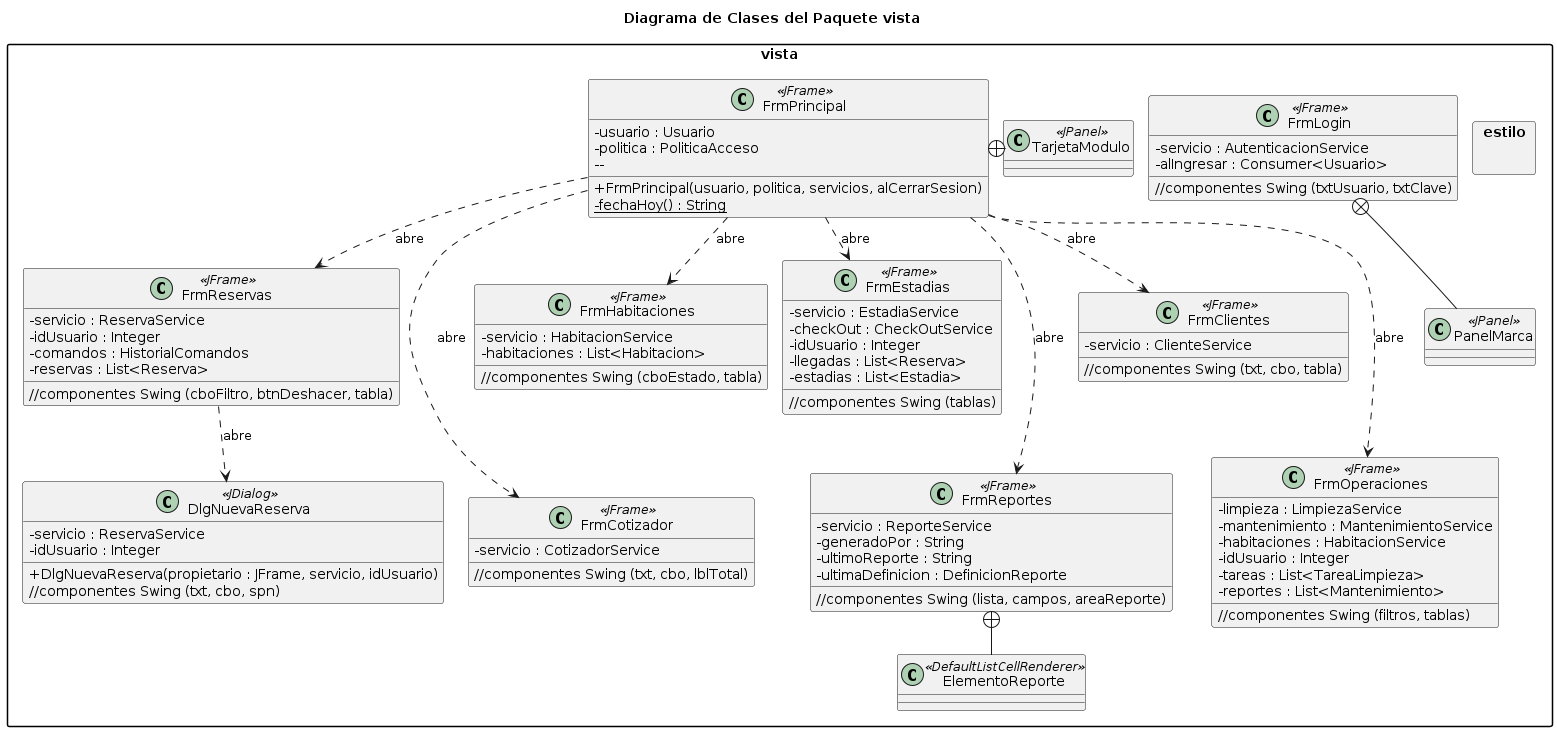 Diagrama de Clases del Paquete vista
vista
«JFrame»
FrmPrincipal
-usuario : Usuario
-politica : PoliticaAcceso
--
+FrmPrincipal(usuario, politica, servicios, alCerrarSesion)
-fechaHoy() : String
«JPanel»
TarjetaModulo
«JFrame»
FrmLogin
-servicio : AutenticacionService
-alIngresar : Consumer<Usuario>
//componentes Swing (txtUsuario, txtClave)
estilo
abre
abre
abre
abre
abre
abre
abre
«JFrame»
FrmReservas
-servicio : ReservaService
-idUsuario : Integer
-comandos : HistorialComandos
-reservas : List<Reserva>
//componentes Swing (cboFiltro, btnDeshacer, tabla)
«JFrame»
FrmHabitaciones
-servicio : HabitacionService
-habitaciones : List<Habitacion>
//componentes Swing (cboEstado, tabla)
«JFrame»
FrmEstadias
-servicio : EstadiaService
-checkOut : CheckOutService
-idUsuario : Integer
-llegadas : List<Reserva>
-estadias : List<Estadia>
//componentes Swing (tablas)
«JFrame»
FrmClientes
-servicio : ClienteService
//componentes Swing (txt, cbo, tabla)
«JPanel»
PanelMarca
abre
«JDialog»
DlgNuevaReserva
-servicio : ReservaService
-idUsuario : Integer
+DlgNuevaReserva(propietario : JFrame, servicio, idUsuario)
//componentes Swing (txt, cbo, spn)
«JFrame»
FrmCotizador
-servicio : CotizadorService
//componentes Swing (txt, cbo, lblTotal)
«JFrame»
FrmReportes
-servicio : ReporteService
-generadoPor : String
-ultimoReporte : String
-ultimaDefinicion : DefinicionReporte
//componentes Swing (lista, campos, areaReporte)
«JFrame»
FrmOperaciones
-limpieza : LimpiezaService
-mantenimiento : MantenimientoService
-habitaciones : HabitacionService
-idUsuario : Integer
-tareas : List<TareaLimpieza>
-reportes : List<Mantenimiento>
//componentes Swing (filtros, tablas)
«DefaultListCellRenderer»
ElementoReporte